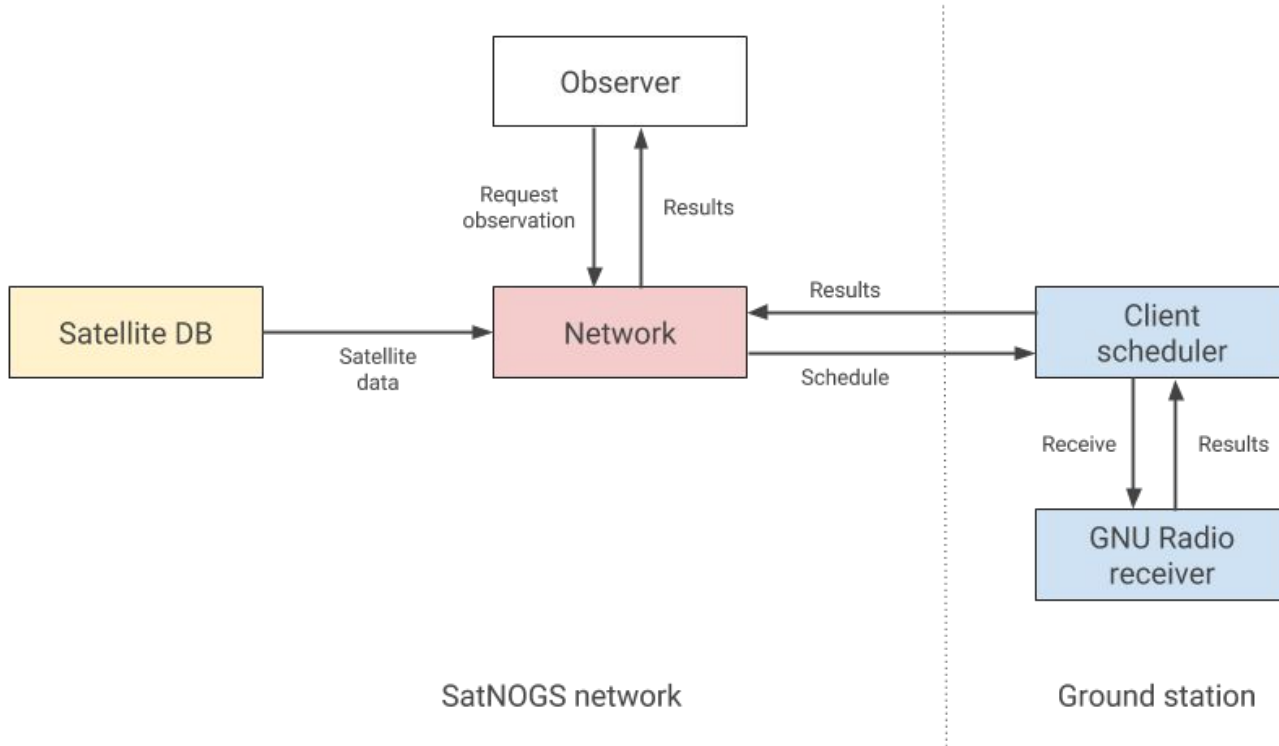 Observer
Request
observation
Results
Satellite DB
Satellite
data
Network
Results
Schedule
Client
scheduler
Receive
Results
GNU Radio
receiver
SatNOGS network
Ground station